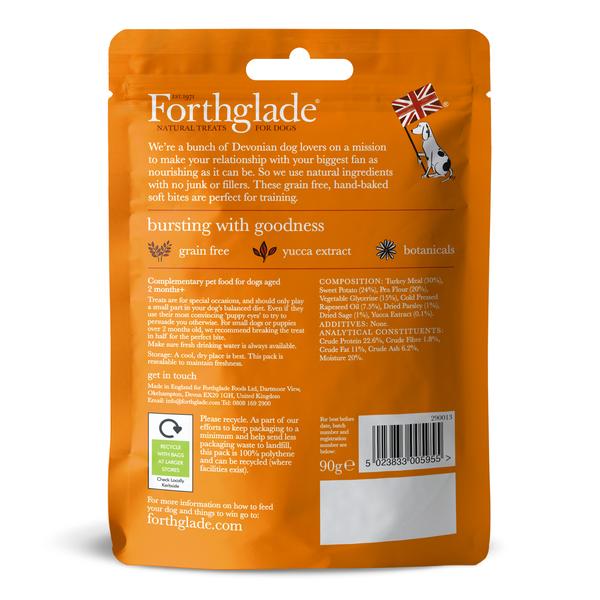 EST.1971
Forthglade®
NATURAL TREATS FOR DOGS
We're a bunch of Devonian dog lovers on a mission
to make your relationship with your biggest fan as
nourishing as it can be. So we use natural ingredients
with no junk or fillers. These grain free, hand-baked
soft bites are perfect for training.
bursting with goodness
grain free
yucca extract
botanicals
Complementary pet food for dogs aged
2 months+
Treats are for special occasions, and should only play
a small part in your dog's balanced diet. Even if they
use their most convincing 'puppy eyes' to try to
persuade you otherwise. For small dogs or puppies
over 2 months old, we recommend breaking the treat
in half for the perfect bite.
Make sure fresh drinking water is always available.
Storage: A cool, dry place is best. This pack is
resealable to maintain freshness.
get in touch
Made in England for Forthglade Foods Ltd, Dartmoor View,
Okehampton, Devon EX20 1GH, United Kingdom
Email: info@forthglade.com Tel: 0808 169 2900
COMPOSITION: Turkey Meal (30%),
Sweet Potato (24%), Pea Flour (20%),
Vegetable Glycerine (15%), Cold Pressed
Rapeseed Oil (7.5%), Dried Parsley (1%),
Dried Sage (1%), Yucca Extract (0.1%).
ADDITIVES: None.
ANALYTICAL CONSTITUENTS:
Crude Protein 22.6%, Crude Fibre 1.8%,
Crude Fat 11%, Crude Ash 6.2%,
Moisture 20%.
RECYCLE
WITH BAGS
AT LARGER
STORES
Check Locally
Kerbside
Please recycle. As part of our
efforts to keep packaging to a
minimum and help send less
packaging waste to landfill,
this pack is 100% polythene
and can be recycled (where
facilities exist).
For more information on how to feed
your dog and things to win go to:
forthglade.com
For best before
date, batch
number and
registration
number see
below:
90g℮
290013
5 023833 005955 >